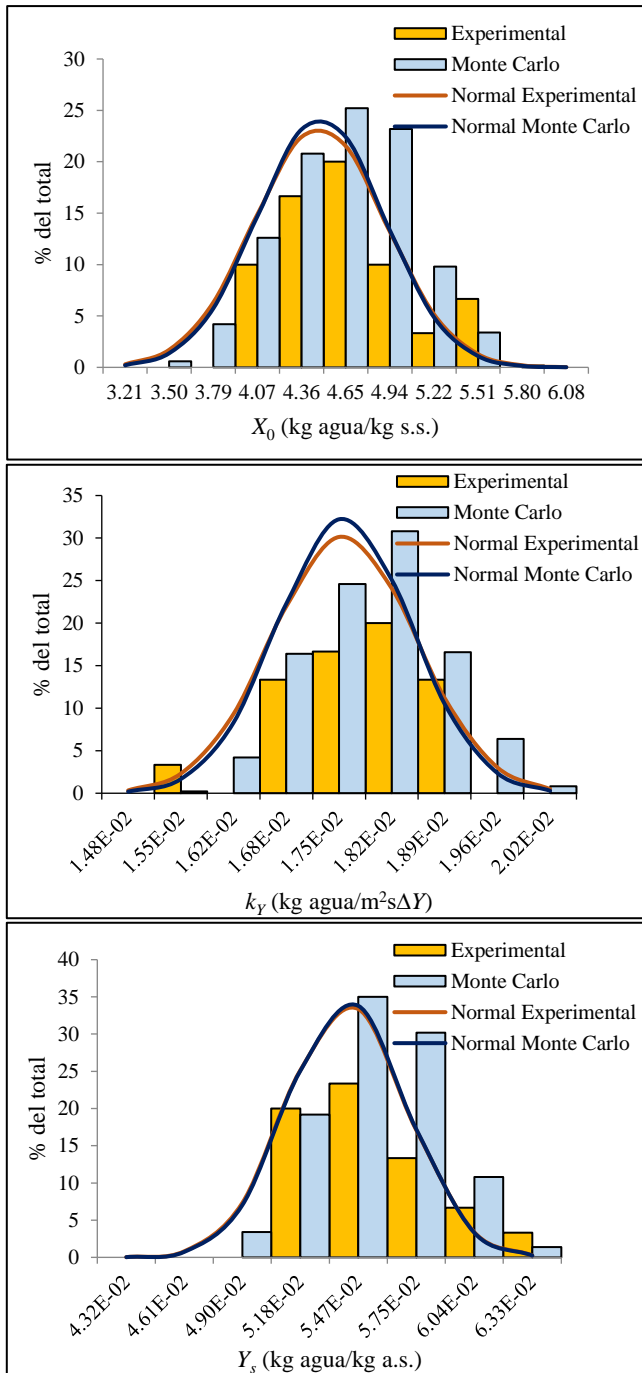 Experimental
Monte Carlo
Normal Experimental
Normal Monte Carlo
30
25
20
15
10
5
0
% del total
3.21 3.50 3.79 4.07 4.36 4.65 4.94 5.22 5.51 5.80 6.08
X0 (kg agua/kg s.s.)
Experimental
Monte Carlo
Normal Experimental
Normal Monte Carlo
35
30
25
20
15
10
5
0
% del total
1.48E-02 1.55E-02 1.62E-02 1.68E-02 1.75E-02 1.82E-02 1.89E-02 1.96E-02 2.02E-02
kY (kg agua/m²sΔY)
Experimental
Monte Carlo
Normal Experimental
Normal Monte Carlo
40
35
30
25
20
15
10
5
0
% del total
4.32E-02 4.61E-02 4.90E-02 5.18E-02 5.47E-02 5.75E-02 6.04E-02 6.33E-02
Ys (kg agua/kg a.s.)